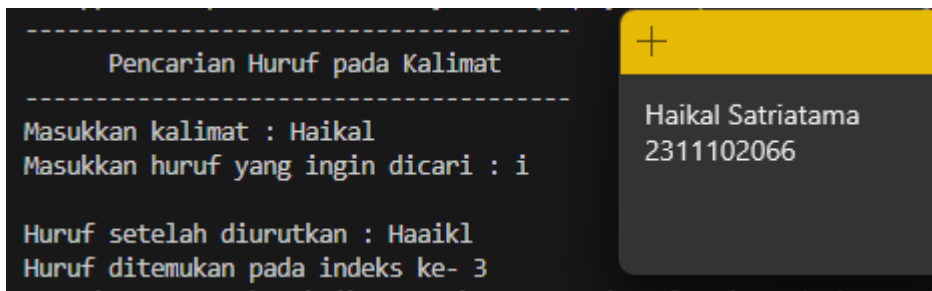 ----------------------------------------
Pencarian Huruf pada Kalimat
----------------------------------------
Masukkan kalimat : Haikal
Masukkan huruf yang ingin dicari : i
Huruf setelah diurutkan : Haaikl
Huruf ditemukan pada indeks ke- 3
+
Haikal Satriatama
2311102066